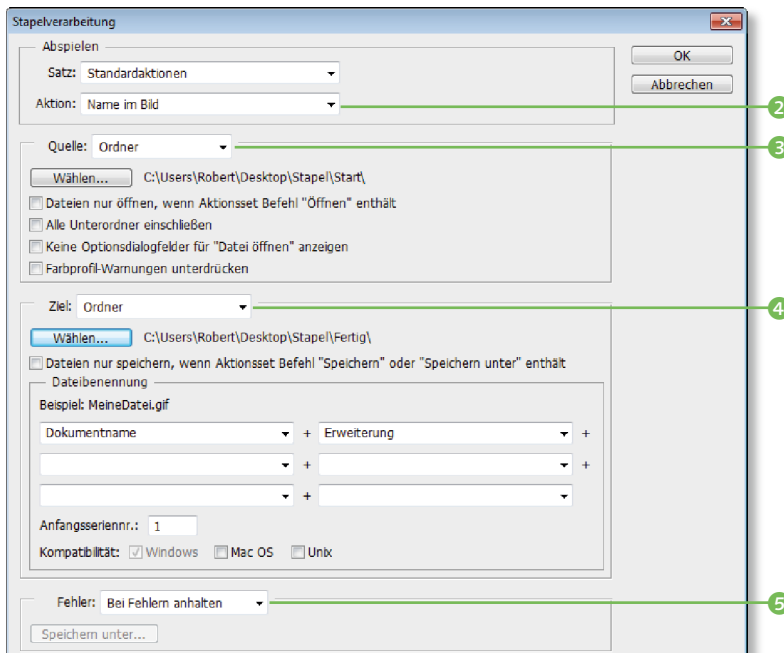 Stapelverarbeitung
Abspielen
Satz: Standardaktionen
Aktion: Name im Bild
OK
Abbrechen
2
Quelle: Ordner
3
Wählen... C:\Users\Robert\Desktop\Stapel\Start\
Dateien nur öffnen, wenn Aktionsset Befehl "Öffnen" enthält
Alle Unterordner einschließen
Keine Optionsdialogfelder für "Datei öffnen" anzeigen
Farbprofil-Warnungen unterdrücken
Ziel: Ordner
4
Wählen... C:\Users\Robert\Desktop\Stapel\Fertig\
Dateien nur speichern, wenn Aktionsset Befehl "Speichern" oder "Speichern unter" enthält
Dateibenennung
Beispiel: MeineDatei.gif
Dokumentname + Erweiterung +
+ +
+
Anfangsseriennr.: 1
Kompatibilität: Windows Mac OS Unix
Fehler: Bei Fehlern anhalten
5
Speichern unter...